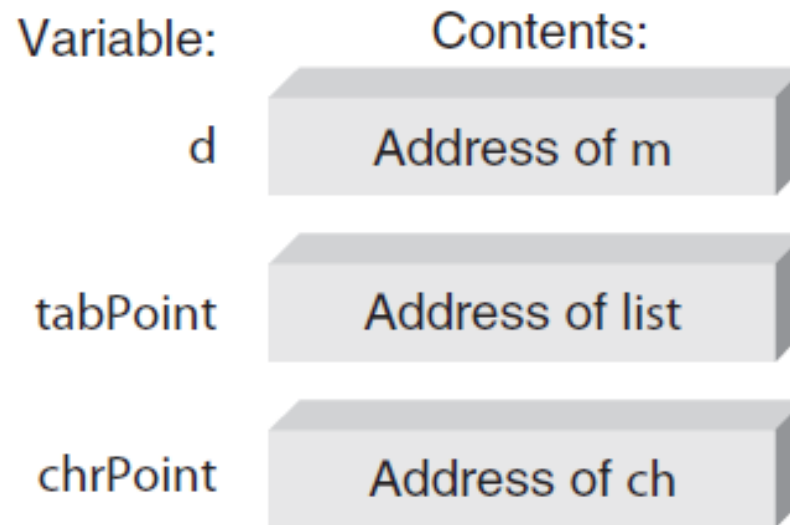 Variable: Contents:
d Address of m
tabPoint Address of list
chrPoint Address of ch